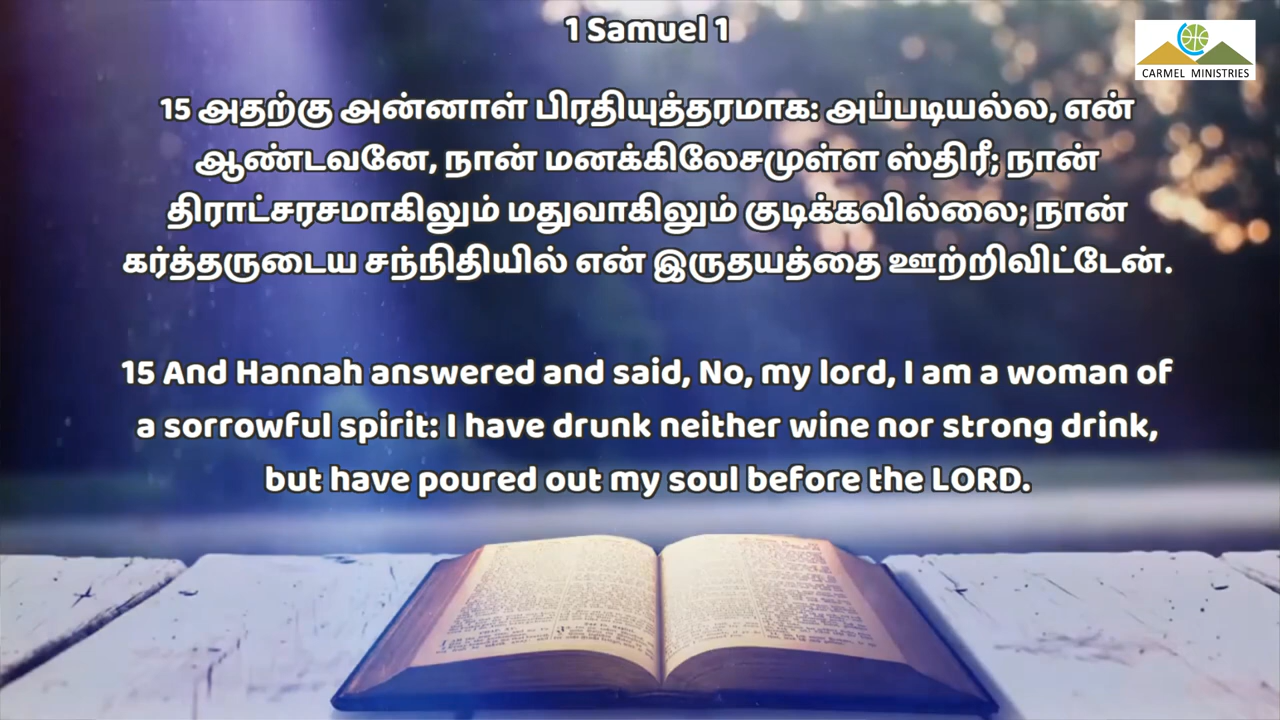 1 Samuel 1
CARMEL MINISTRIES
15 அதற்கு அன்னாள் பிரதியுத்தரமாக: அப்படியல்ல, என்
ஆண்டவனே, நான் மனக்கிலேசமுள்ள ஸ்திரீ; நான்
திராட்சரசமாகிலும் மதுவாகிலும் குடிக்கவில்லை; நான்
கர்த்தருடைய சந்நிதியில் என் இருதயத்தை ஊற்றிவிட்டேன்.
15 And Hannah answered and said, No, my lord, I am a woman of
a sorrowful spirit: I have drunk neither wine nor strong drink,
but have poured out my soul before the LORD.